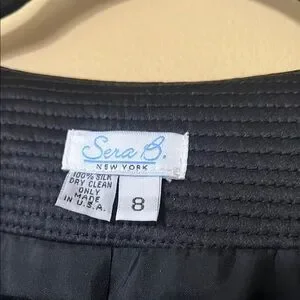 Sera B.
NEW YORK
100% SILK
DRY CLEAN
ONLY
MADE
IN U.S.A.
8